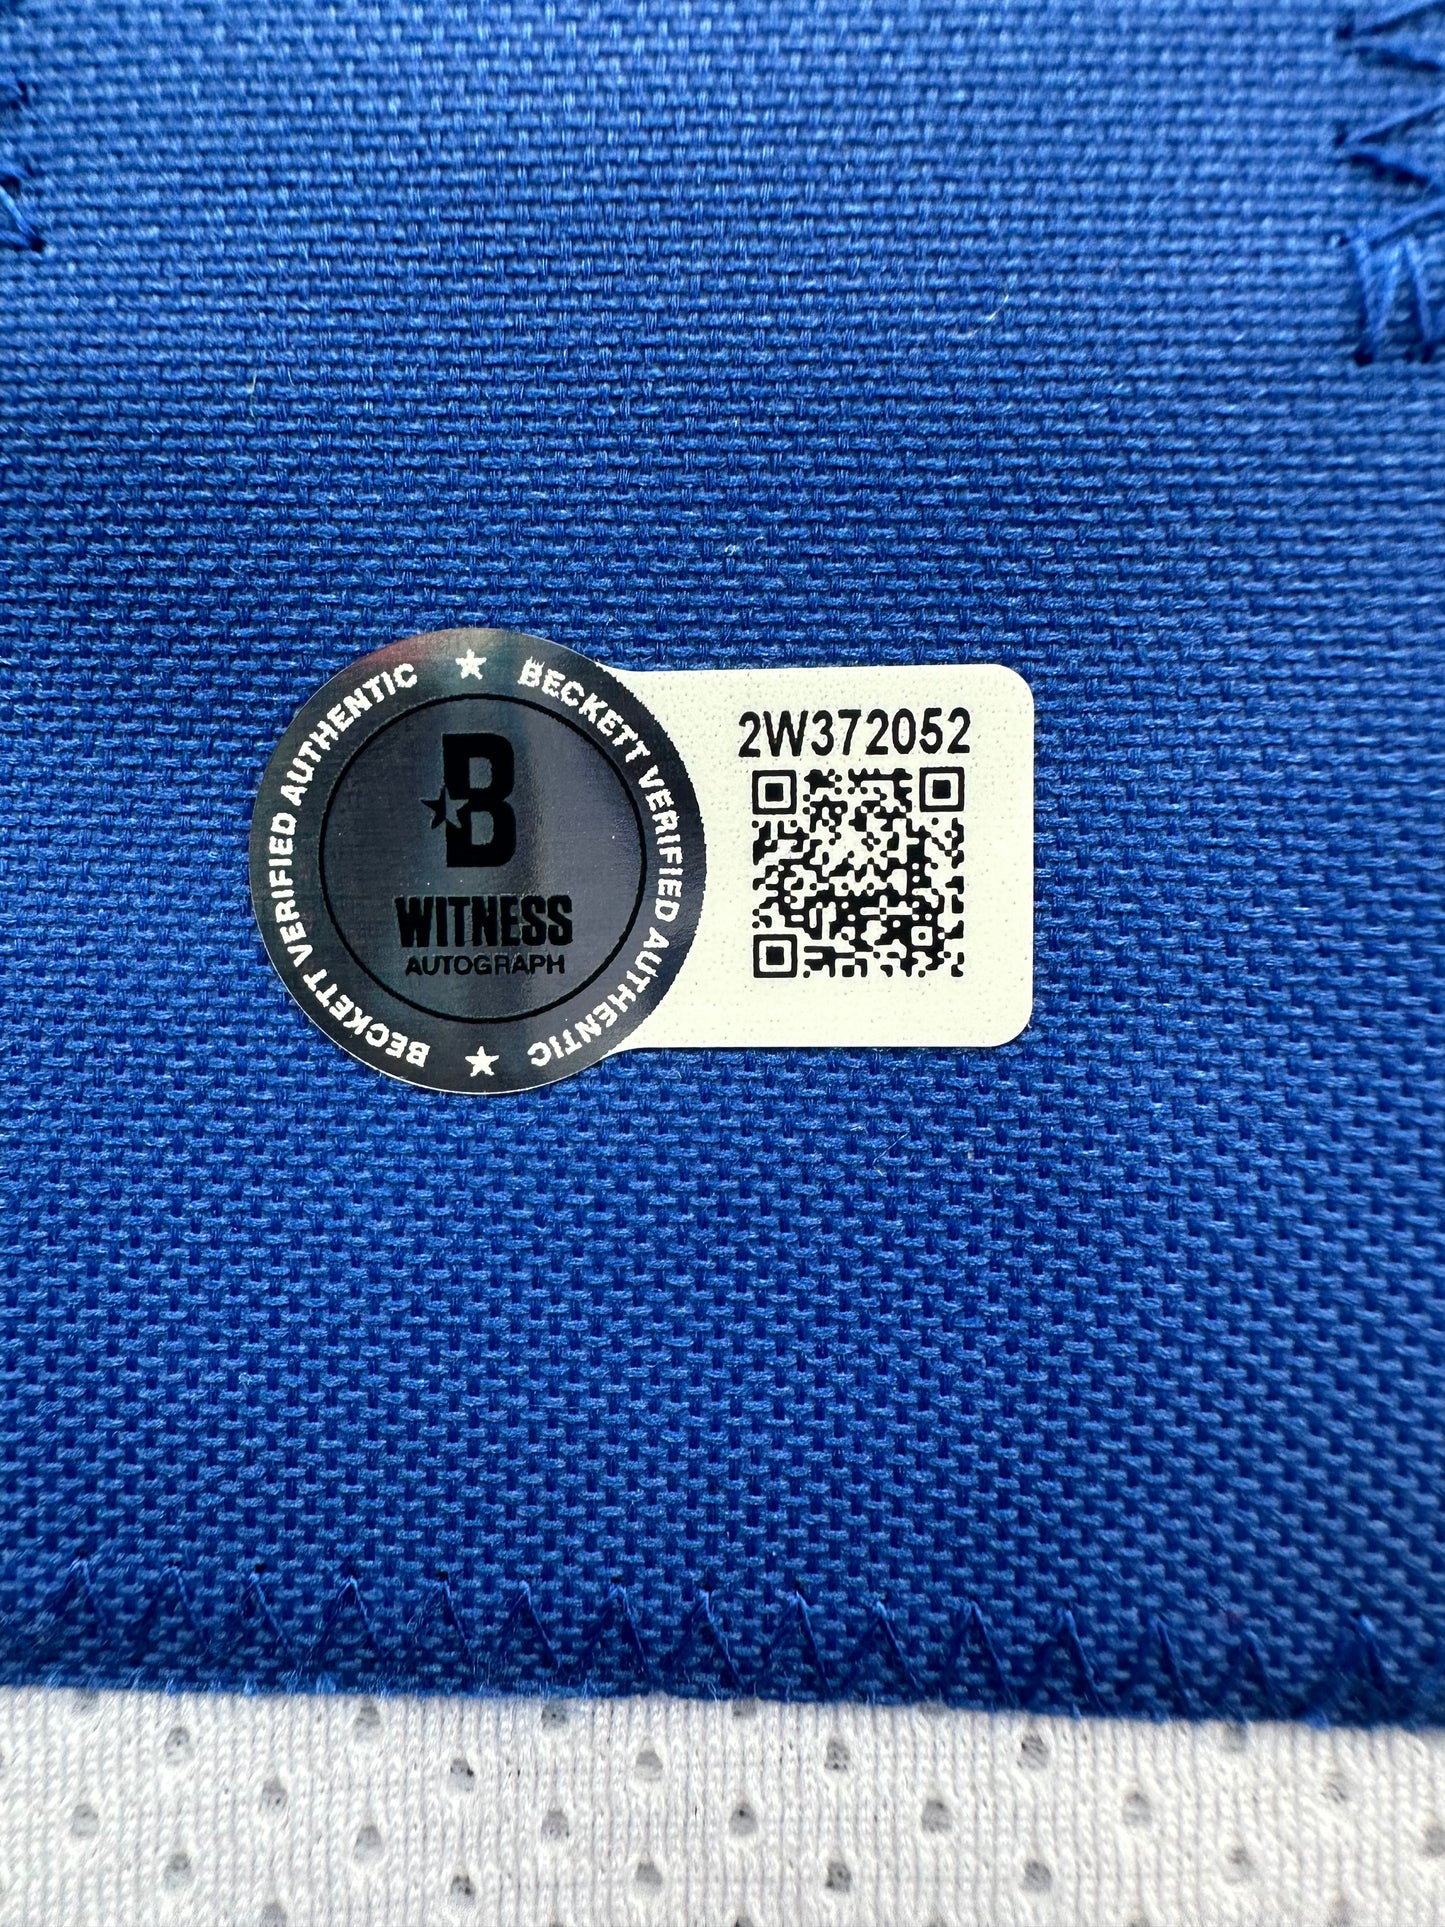 BECKETT VERIFIED AUTHENTIC ★ BECKETT VERIFIED AUTHENTIC ★
B
WITNESS
AUTOGRAPH
2W372052